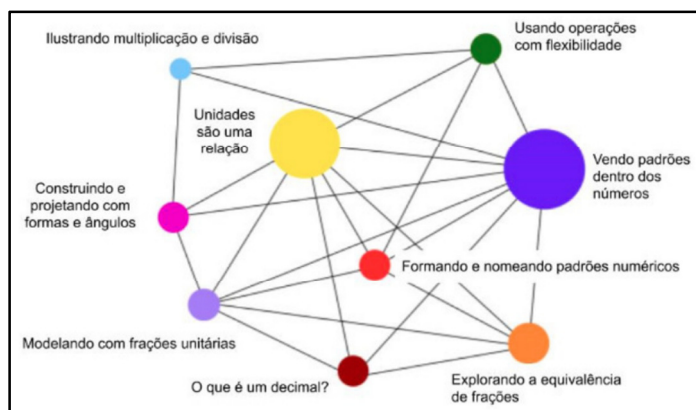 Ilustrando multiplicação e divisão
Usando operações
com flexibilidade
Unidades
são uma
relação
Vendo padrões
dentro dos
números
Construindo e
projetando com
formas e ângulos
Formando e nomeando padrões numéricos
Modelando com frações unitárias
O que é um decimal?
Explorando a equivalência
de frações